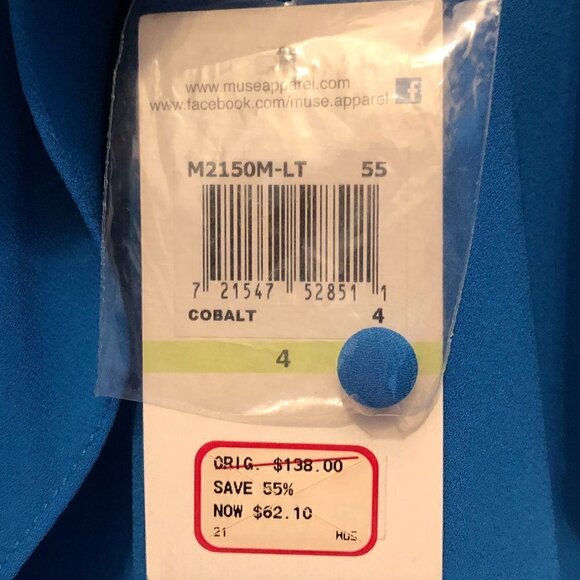 www.museapparel.com
www.facebook.com/muse.apparel f
M2150M-LT 55
7 21547 52851 1
COBALT 4
4
ORIG. $138.00
SAVE 55%
NOW $62.10
21 HUS